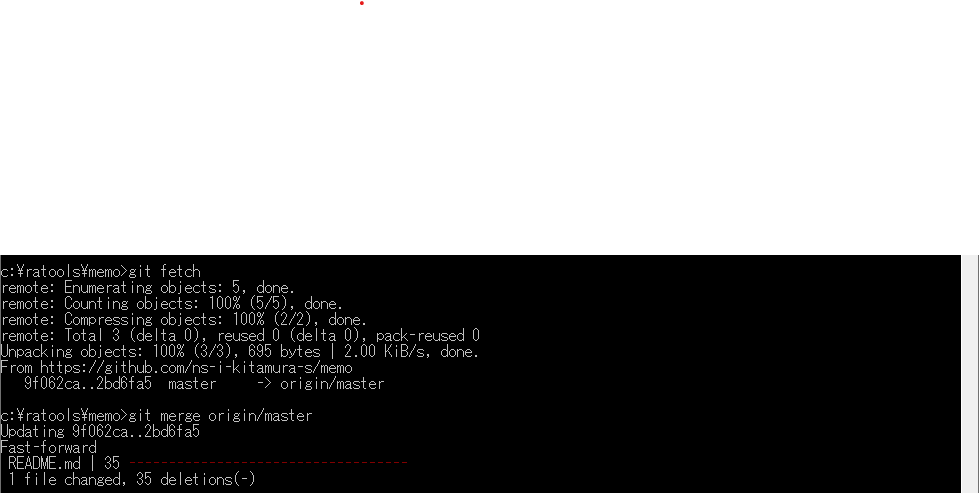 c:¥ratools¥memo>git fetch
remote: Enumerating objects: 5, done.
remote: Counting objects: 100% (5/5), done.
remote: Compressing objects: 100% (2/2), done.
remote: Total 3 (delta 0), reused 0 (delta 0), pack-reused 0
Unpacking objects: 100% (3/3), 695 bytes | 2.00 KiB/s, done.
From https://github.com/ns-i-kitamura-s/memo
   9f062ca..2bd6fa5  master     -> origin/master
c:¥ratools¥memo>git merge origin/master
Updating 9f062ca..2bd6fa5
Fast-forward
 README.md | 35 -----------------------------------
 1 file changed, 35 deletions(-)